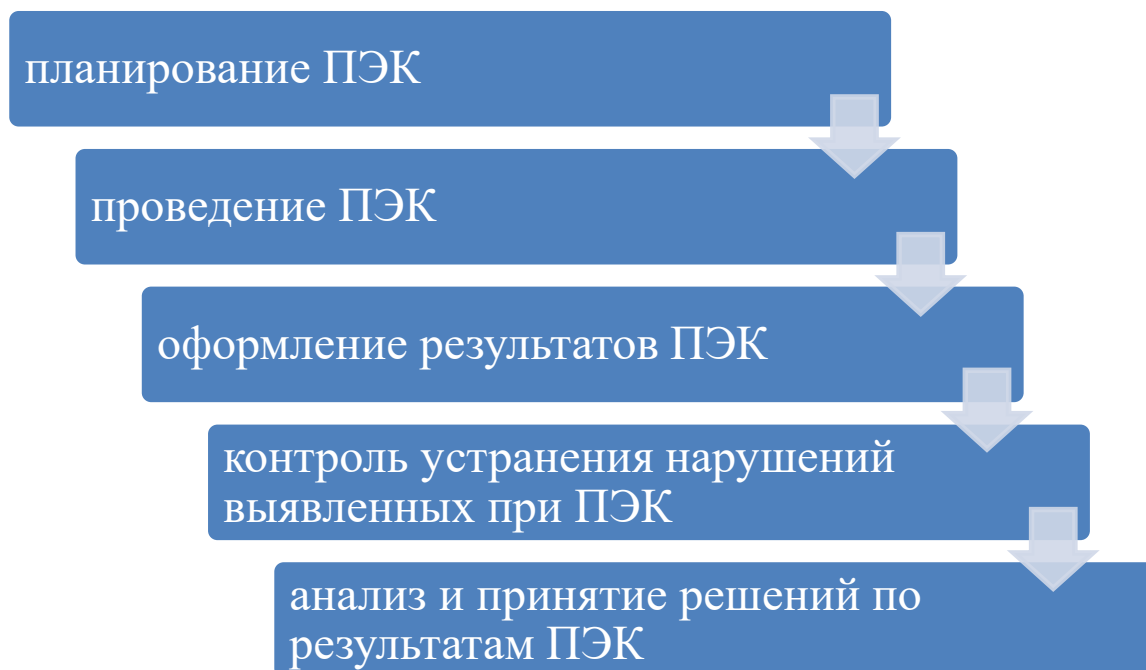 планирование ПЭК
проведение ПЭК
оформление результатов ПЭК
контроль устранения нарушений
выявленных при ПЭК
анализ и принятие решений по
результатам ПЭК